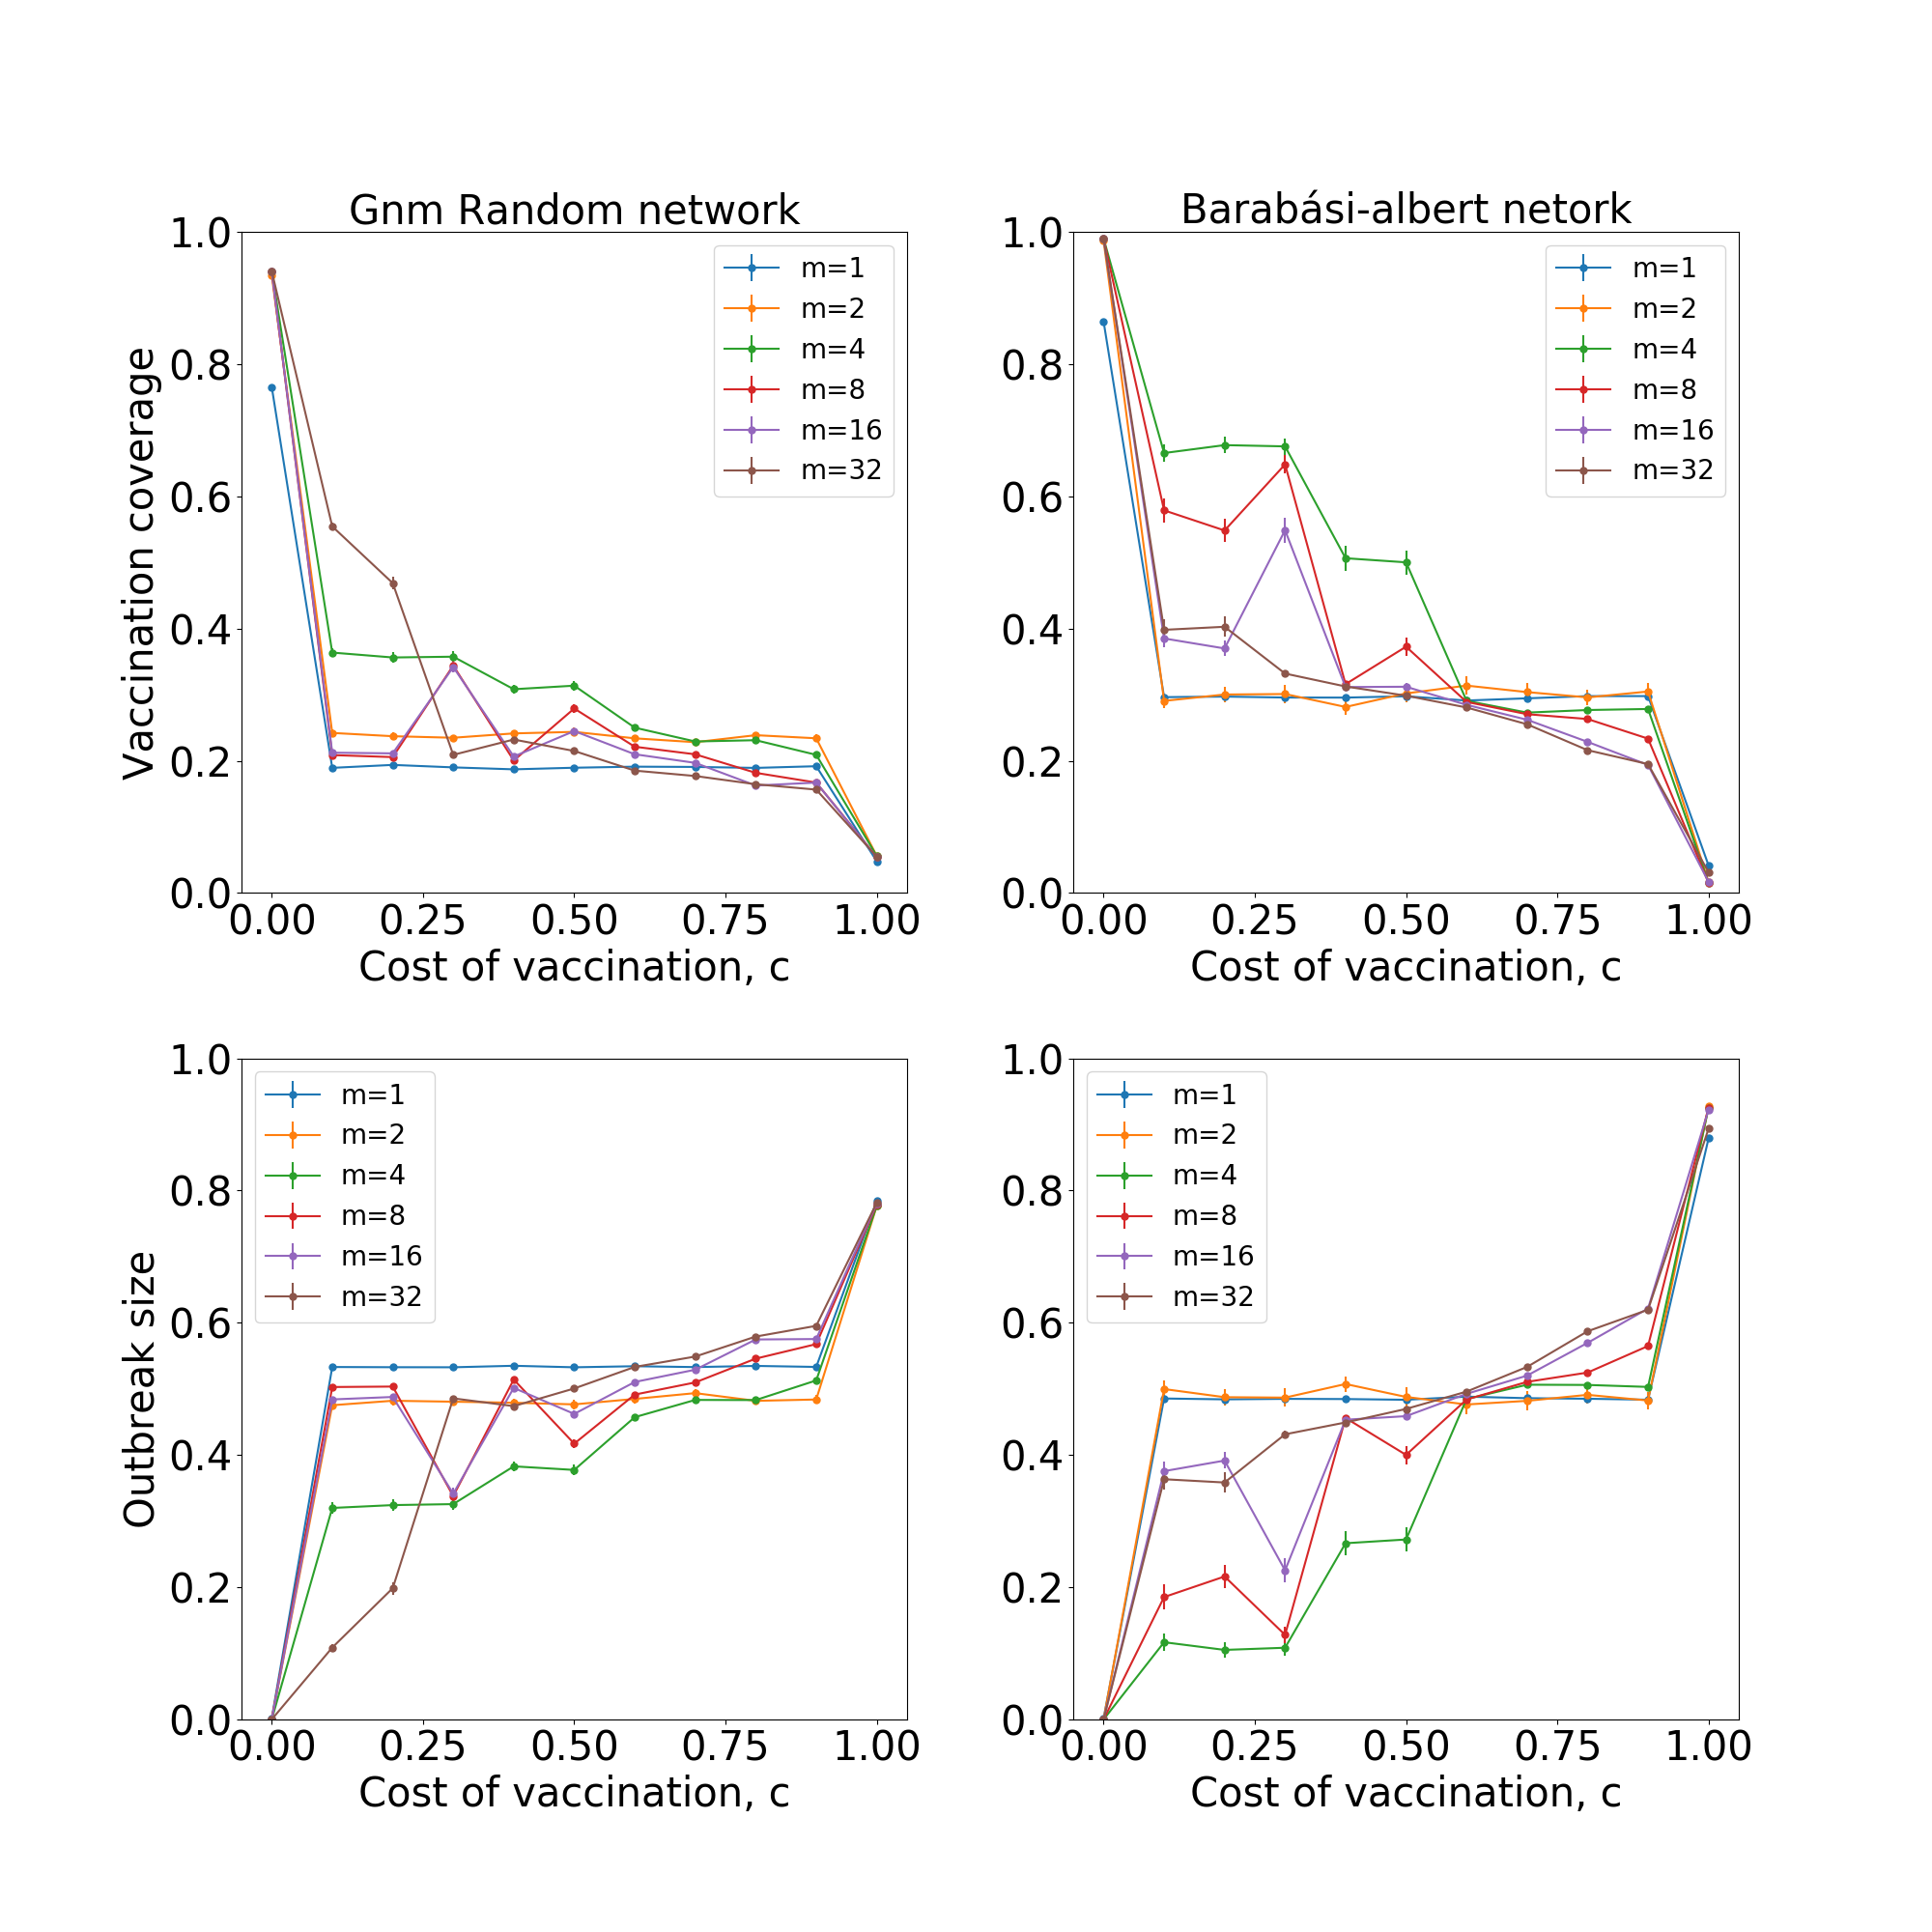 Gnm Random network
1.0
0.8
0.6
0.4
0.2
0.0
Vaccination coverage
m=1
m=2
m=4
m=8
m=16
m=32
0.00 0.25 0.50 0.75 1.00
Cost of vaccination, c
Barabási-albert netork
1.0
0.8
0.6
0.4
0.2
0.0
m=1
m=2
m=4
m=8
m=16
m=32
0.00 0.25 0.50 0.75 1.00
Cost of vaccination, c
1.0
0.8
0.6
0.4
0.2
0.0
Outbreak size
m=1
m=2
m=4
m=8
m=16
m=32
0.00 0.25 0.50 0.75 1.00
Cost of vaccination, c
1.0
0.8
0.6
0.4
0.2
0.0
m=1
m=2
m=4
m=8
m=16
m=32
0.00 0.25 0.50 0.75 1.00
Cost of vaccination, c